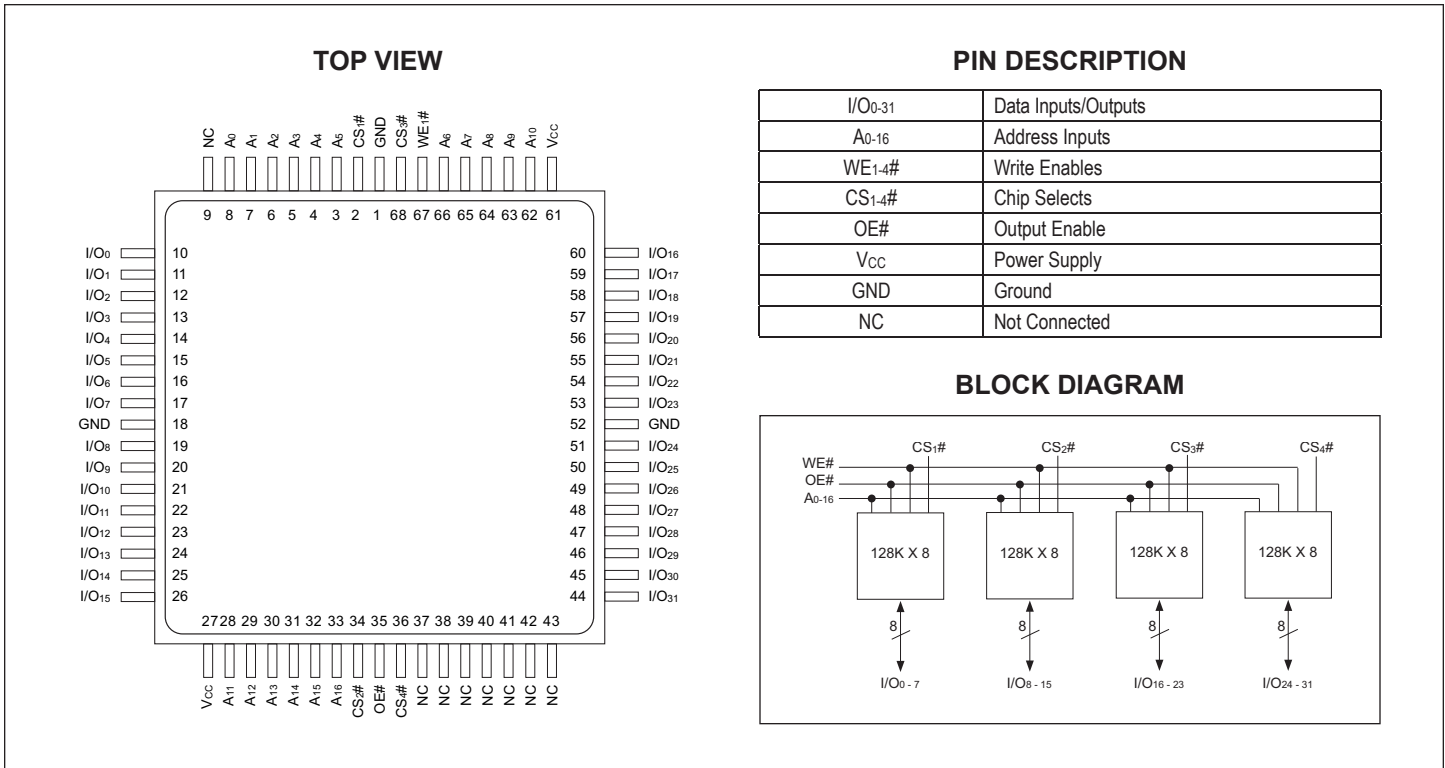 TOP VIEW
NC A0 A1 A2 A3 A4 A5 CS1# GND CS3# WE1# A6 A7 A8 A9 A10 VCC
9 8 7 6 5 4 3 2 1 68 67 66 65 64 63 62 61
I/O0 10 60 I/O16
I/O1 11 59 I/O17
I/O2 12 58 I/O18
I/O3 13 57 I/O19
I/O4 14 56 I/O20
I/O5 15 55 I/O21
I/O6 16 54 I/O22
I/O7 17 53 I/O23
GND 18 52 GND
I/O8 19 51 I/O24
I/O9 20 50 I/O25
I/O10 21 49 I/O26
I/O11 22 48 I/O27
I/O12 23 47 I/O28
I/O13 24 46 I/O29
I/O14 25 45 I/O30
I/O15 26 44 I/O31
27 28 29 30 31 32 33 34 35 36 37 38 39 40 41 42 43
VCC A11 A12 A13 A14 A15 A16 CS2# OE# CS4# NC NC NC NC NC NC NC
PIN DESCRIPTION
I/O0-31 Data Inputs/Outputs
A0-16 Address Inputs
WE1-4# Write Enables
CS1-4# Chip Selects
OE# Output Enable
VCC Power Supply
GND Ground
NC Not Connected
BLOCK DIAGRAM
CS1# CS2# CS3# CS4#
WE#
OE#
A0-16
128K X 8 128K X 8 128K X 8 128K X 8
8 8 8 8
I/O0 - 7 I/O8 - 15 I/O16 - 23 I/O24 - 31